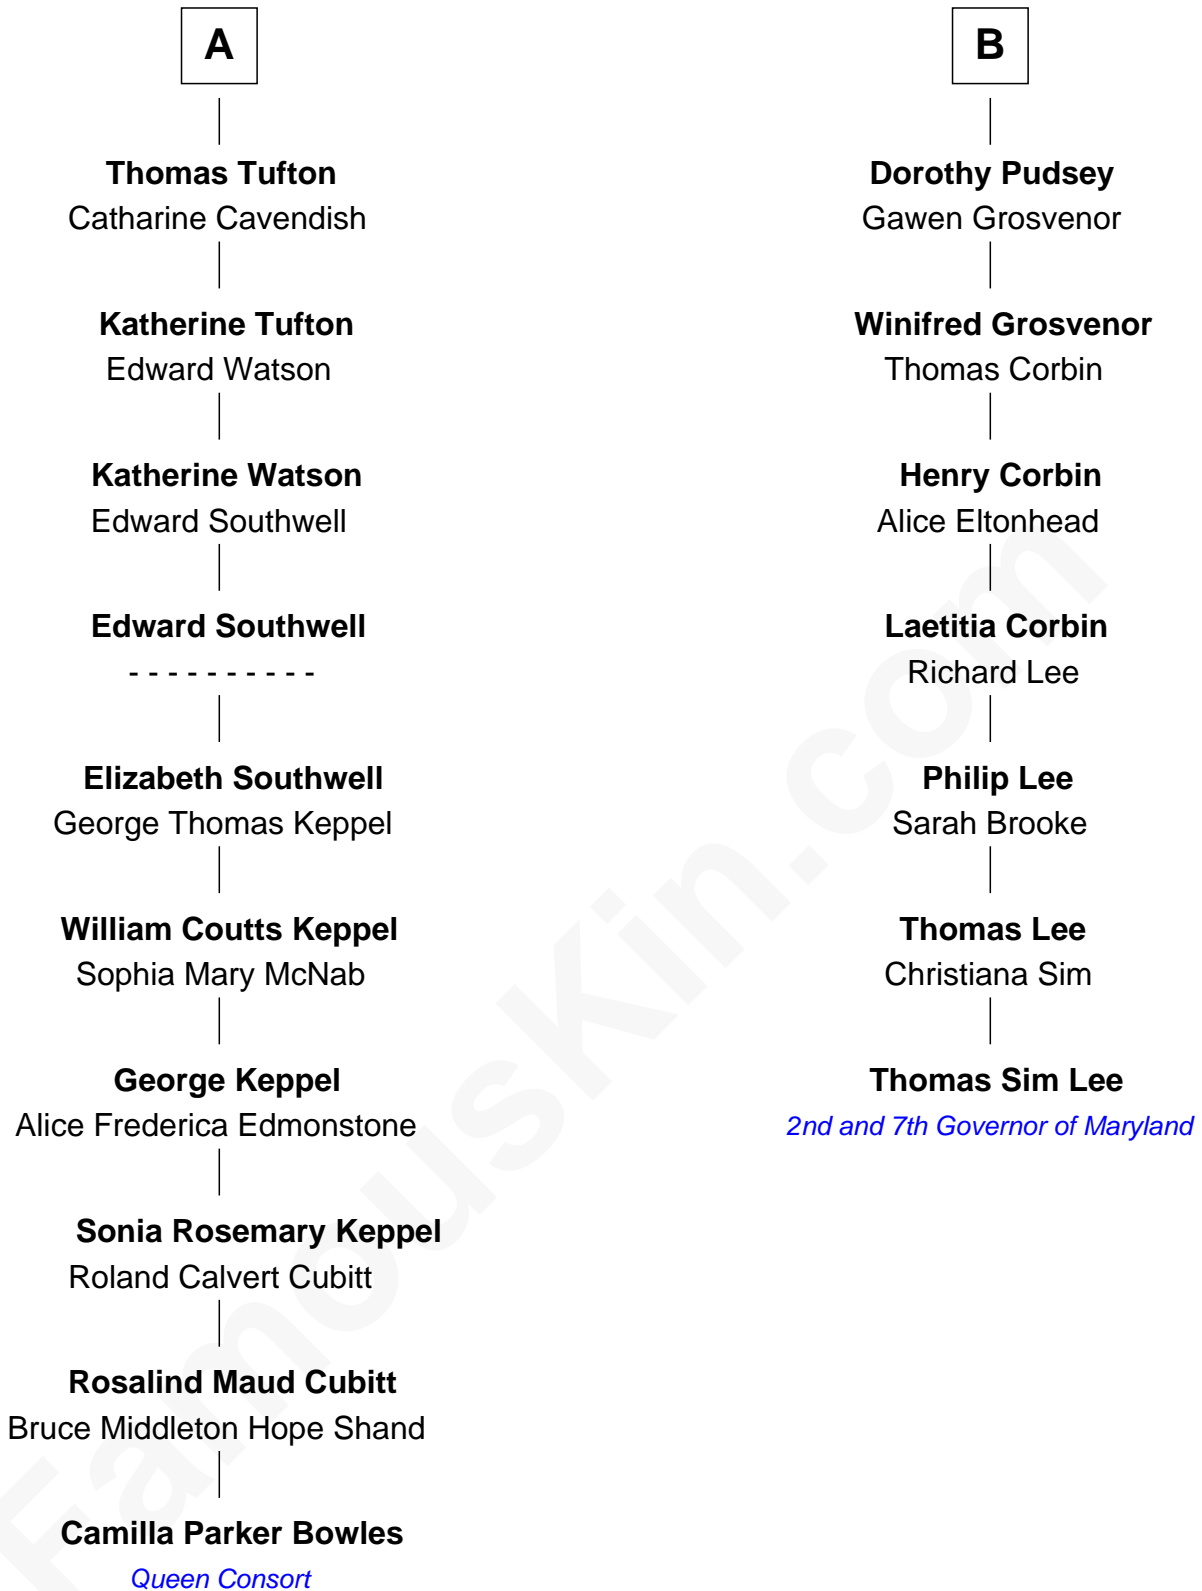 A
Thomas Tufton
Catharine Cavendish
Katherine Tufton
Edward Watson
Katherine Watson
Edward Southwell
Edward Southwell
- - - - - - - - - -
Elizabeth Southwell
George Thomas Keppel
William Coutts Keppel
Sophia Mary McNab
George Keppel
Alice Frederica Edmonstone
Sonia Rosemary Keppel
Roland Calvert Cubitt
Rosalind Maud Cubitt
Bruce Middleton Hope Shand
Camilla Parker Bowles
Queen Consort
B
Dorothy Pudsey
Gawen Grosvenor
Winifred Grosvenor
Thomas Corbin
Henry Corbin
Alice Eltonhead
Laetitia Corbin
Richard Lee
Philip Lee
Sarah Brooke
Thomas Lee
Christiana Sim
Thomas Sim Lee
2nd and 7th Governor of Maryland
FamousKin.com